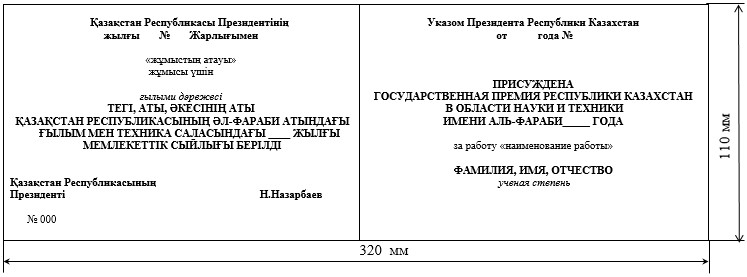 Қазақстан Республикасы Президентінің
жылғы № Жарлығымен
«жұмыстың атауы»
жұмысы үшін
ғылыми дәрежесі
ТЕГІ, АТЫ, ӘКЕСІНІҢ АТЫ
ҚАЗАҚСТАН РЕСПУБЛИКАСЫНЫҢ ӘЛ-ФАРАБИ АТЫНДАҒЫ
ҒЫЛЫМ МЕН ТЕХНИКА САЛАСЫНДАҒЫ ____ ЖЫЛҒЫ
МЕМЛЕКЕТТІК СЫЙЛЫҒЫ БЕРІЛДІ
Қазақстан Республикасының
Президенті Н.Назарбаев
№ 000
Указом Президента Республики Казахстан
от года №
ПРИСУЖДЕНА
ГОСУДАРСТВЕННАЯ ПРЕМИЯ РЕСПУБЛИКИ КАЗАХСТАН
В ОБЛАСТИ НАУКИ И ТЕХНИКИ
ИМЕНИ АЛЬ-ФАРАБИ_____ ГОДА
за работу «наименование работы»
ФАМИЛИЯ, ИМЯ, ОТЧЕСТВО
ученая степень
110 мм
320 мм